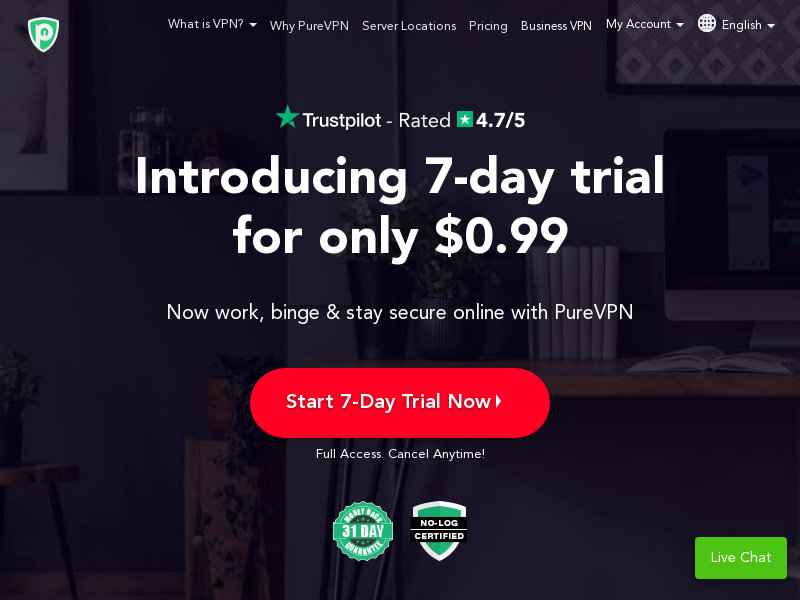 What is VPN?
Why PureVPN
Server Locations
Pricing
Business VPN
My Account
English
Trustpilot - Rated 4.7/5
Introducing 7-day trial
for only $0.99
Now work, binge & stay secure online with PureVPN
Start 7-Day Trial Now
Full Access. Cancel Anytime!
MONEY BACK
31 DAY
GUARANTEE
NO-LOG
CERTIFIED
Live Chat